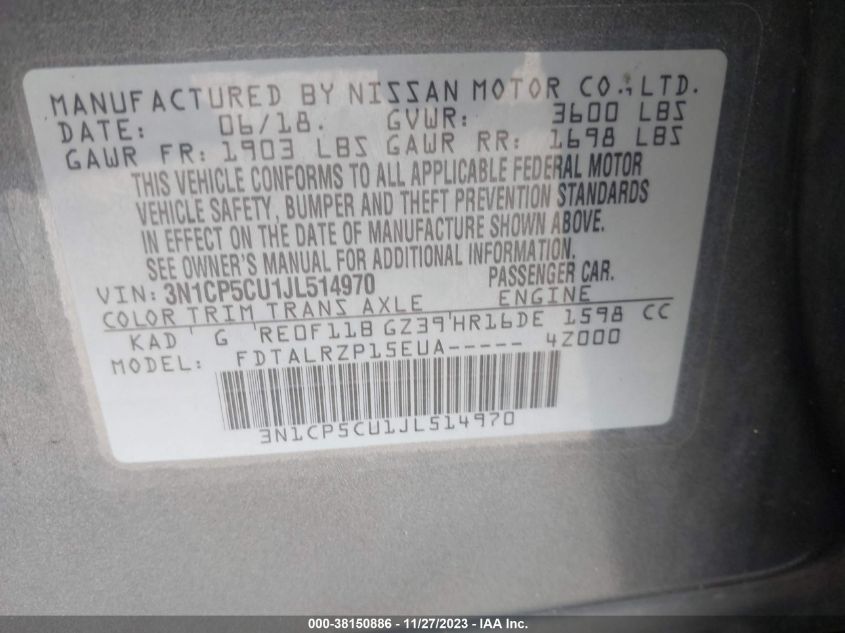 MANUFACTURED BY NISSAN MOTOR CO., LTD.
DATE: 06/18. GVWR: 3600 LBS
GAWR FR: 1903 LBS GAWR RR: 1698 LBS
THIS VEHICLE CONFORMS TO ALL APPLICABLE FEDERAL MOTOR
VEHICLE SAFETY, BUMPER AND THEFT PREVENTION STANDARDS
IN EFFECT ON THE DATE OF MANUFACTURE SHOWN ABOVE.
SEE OWNER'S MANUAL FOR ADDITIONAL INFORMATION.
VIN: 3N1CP5CU1JL514970 PASSENGER CAR.
COLOR TRIM TRANS AXLE ENGINE
KAD G RE0F11B GZ39 HR16DE 1598 CC
MODEL: FDTALRZP15EUA----- 4Z000
3N1CP5CU1JL514970
000-38150886 - 11/27/2023 - IAA Inc.